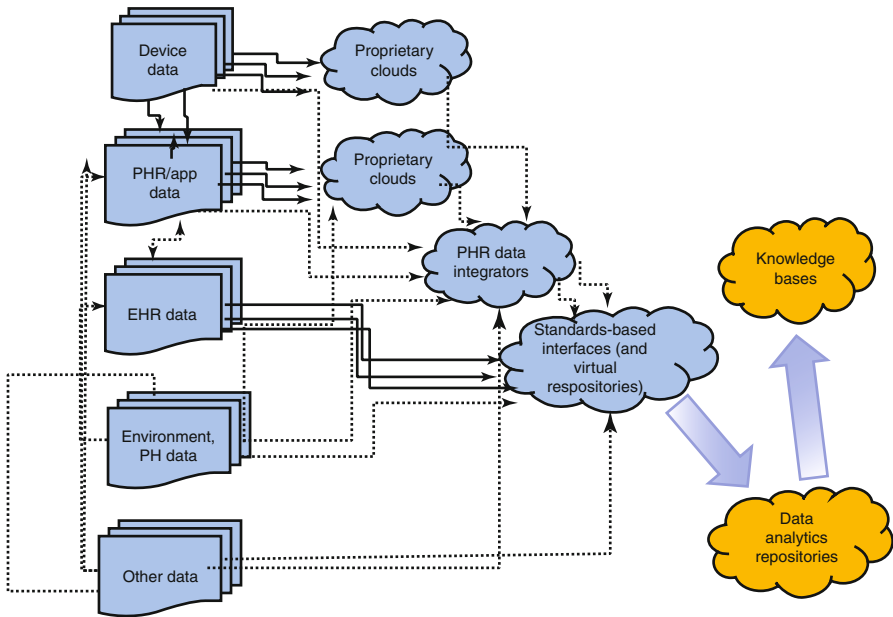 Device
data
Proprietary
clouds
PHR/app
data
Proprietary
clouds
PHR data
integrators
Knowledge
bases
EHR data
Standards-based
interfaces (and
virtual
respositories)
Environment,
PH data
Data
analytics
repositories
Other data